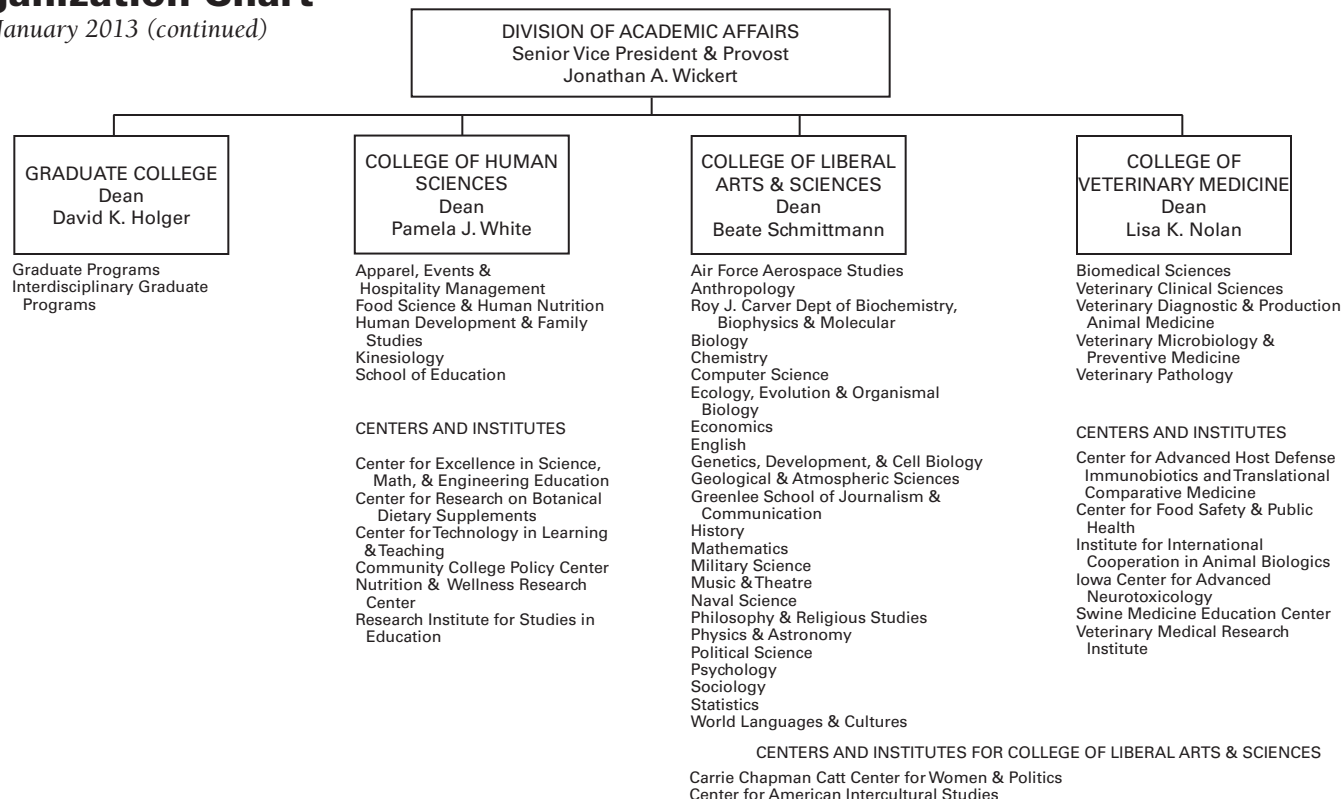 January 2013 (continued)
DIVISION OF ACADEMIC AFFAIRS
Senior Vice President & Provost
Jonathan A. Wickert
GRADUATE COLLEGE
Dean
David K. Holger
Graduate Programs
Interdisciplinary Graduate
Programs
COLLEGE OF HUMAN
SCIENCES
Dean
Pamela J. White
Apparel, Events &
Hospitality Management
Food Science & Human Nutrition
Human Development & Family
Studies
Kinesiology
School of Education
CENTERS AND INSTITUTES
Center for Excellence in Science,
Math, & Engineering Education
Center for Research on Botanical
Dietary Supplements
Center for Technology in Learning
& Teaching
Community College Policy Center
Nutrition & Wellness Research
Center
Research Institute for Studies in
Education
COLLEGE OF LIBERAL
ARTS & SCIENCES
Dean
Beate Schmittmann
Air Force Aerospace Studies
Anthropology
Roy J. Carver Dept of Biochemistry,
Biophysics & Molecular
Biology
Chemistry
Computer Science
Ecology, Evolution & Organismal
Biology
Economics
English
Genetics, Development, & Cell Biology
Geological & Atmospheric Sciences
Greenlee School of Journalism &
Communication
History
Mathematics
Military Science
Music & Theatre
Naval Science
Philosophy & Religious Studies
Physics & Astronomy
Political Science
Psychology
Sociology
Statistics
World Languages & Cultures
COLLEGE OF
VETERINARY MEDICINE
Dean
Lisa K. Nolan
Biomedical Sciences
Veterinary Clinical Sciences
Veterinary Diagnostic & Production
Animal Medicine
Veterinary Microbiology &
Preventive Medicine
Veterinary Pathology
CENTERS AND INSTITUTES
Center for Advanced Host Defense
Immunobiotics and Translational
Comparative Medicine
Center for Food Safety & Public
Health
Institute for International
Cooperation in Animal Biologics
Iowa Center for Advanced
Neurotoxicology
Swine Medicine Education Center
Veterinary Medical Research
Institute
CENTERS AND INSTITUTES FOR COLLEGE OF LIBERAL ARTS & SCIENCES
Carrie Chapman Catt Center for Women & Politics
Center for American Intercultural Studies